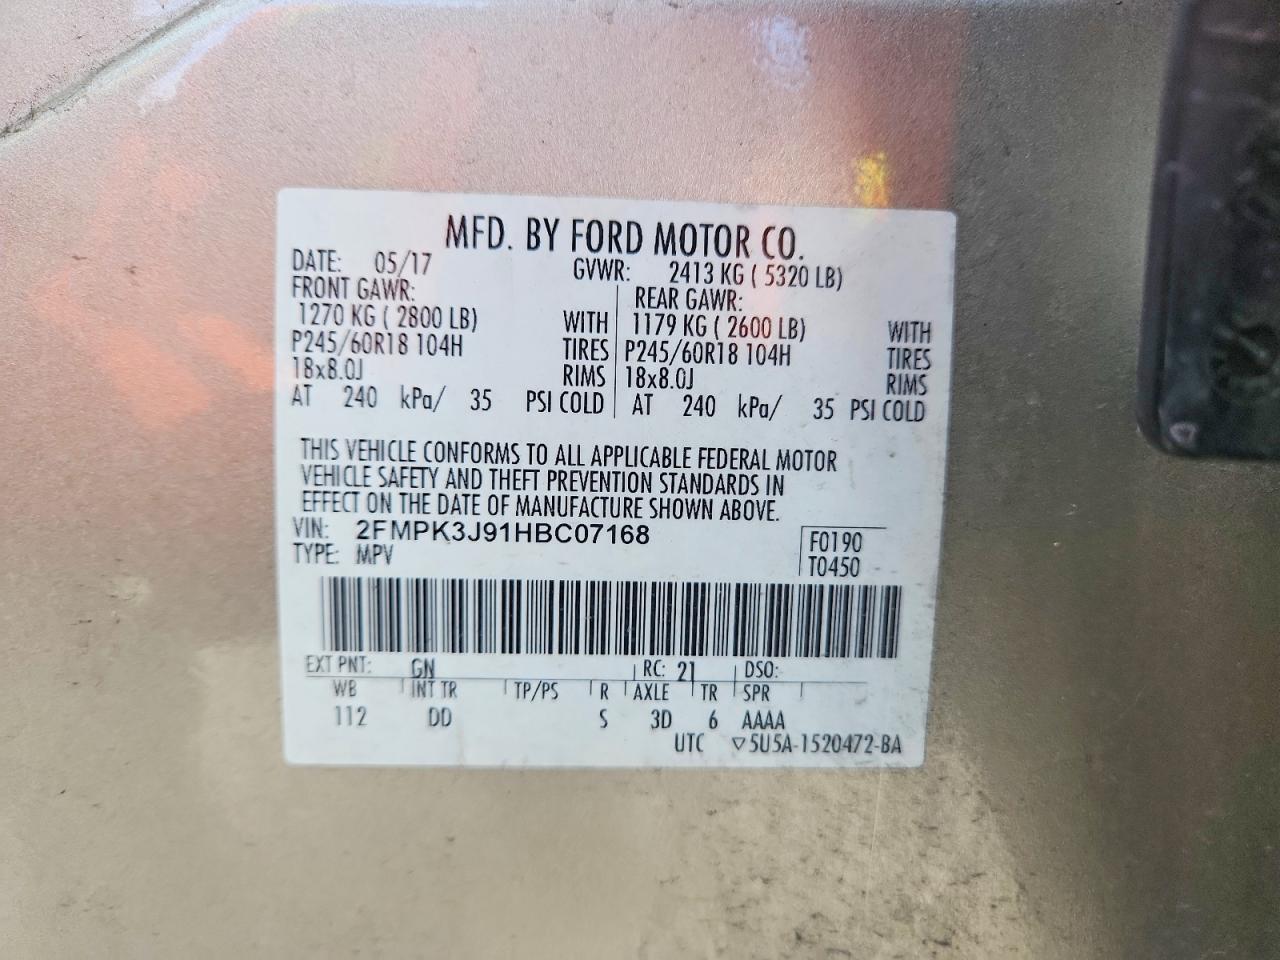 MFD. BY FORD MOTOR CO.
DATE: 05/17 GVWR: 2413 KG ( 5320 LB)
FRONT GAWR: REAR GAWR:
1270 KG ( 2800 LB) WITH 1179 KG ( 2600 LB) WITH
P245/60R18 104H TIRES P245/60R18 104H TIRES
18x8.0J RIMS 18x8.0J RIMS
AT 240 kPa/ 35 PSI COLD AT 240 kPa/ 35 PSI COLD
THIS VEHICLE CONFORMS TO ALL APPLICABLE FEDERAL MOTOR
VEHICLE SAFETY AND THEFT PREVENTION STANDARDS IN
EFFECT ON THE DATE OF MANUFACTURE SHOWN ABOVE.
VIN: 2FMPK3J91HBC07168 F0190
TYPE: MPV T0450
EXT PNT: GN RC: 21 DSO:
WB INT TR TP/PS R AXLE TR SPR
112 DD S 3D 6 AAAA
UTC ▽5U5A-1520472-BA